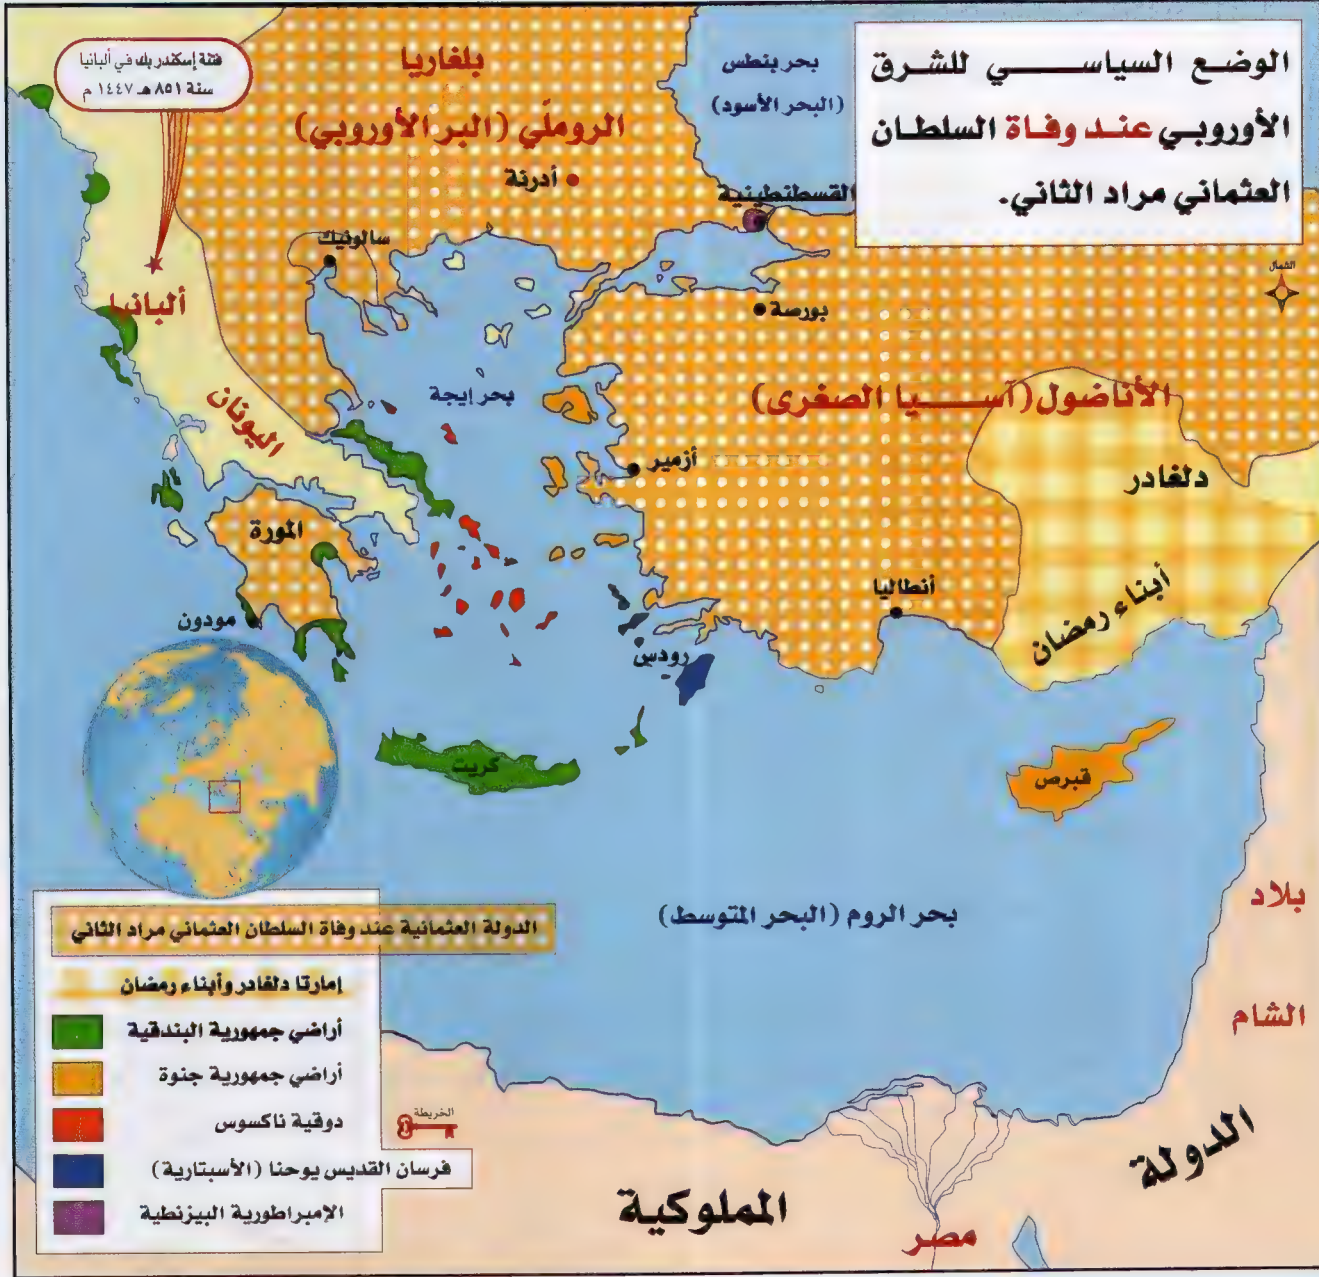 الوضع السياسي للشرق
الأوروبي عند وفاة السلطان
العثماني مراد الثاني.
فتنة إسكندر بك في ألبانيا
سنة ٨٥١ هـ ١٤٤٧ م
بلغاريا
بحر بنطس
(البحر الأسود)
الروملّي (البر الأوروبي)
أدرنة
القسطنطينية
سالونيك
الشمال
ألبانيا
بورصة
بحر إيجة
الأناضول (آسيا الصغرى)
اليونان
أزمير
دلغادر
المورة
أنطاليا
أبناء رمضان
مودون
رودس
كريت
قبرص
بلاد
الشام
بحر الروم (البحر المتوسط)
الدولة العثمانية عند وفاة السلطان العثماني مراد الثاني
إمارتا دلغادر وأبناء رمضان
أراضي جمهورية البندقية
أراضي جمهورية جنوة
دوقية ناكسوس
فرسان القديس يوحنا (الأسبتارية)
الإمبراطورية البيزنطية
الخريطة
الدولة
المملوكية
مصر